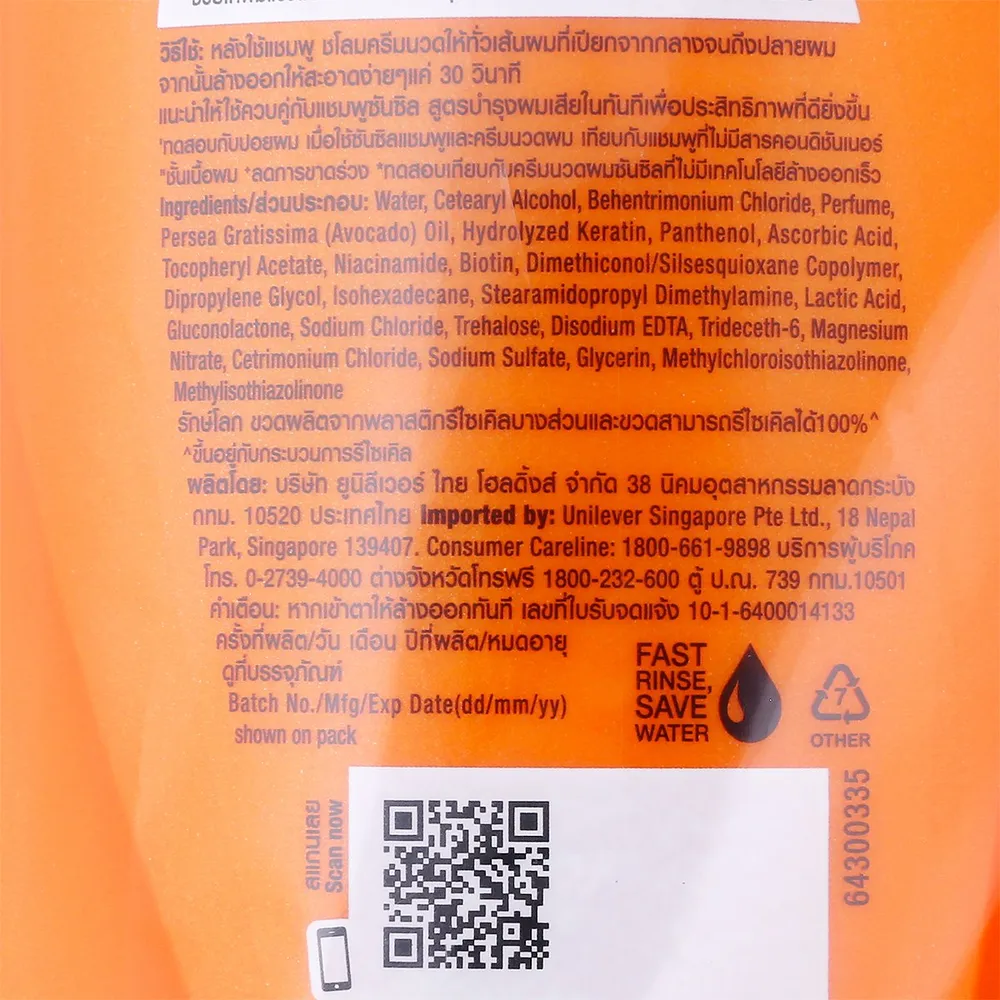 วิธีใช้: หลังใช้แชมพู ชโลมครีมนวดให้ทั่วเส้นผมที่เปียกจากกลางจนถึงปลายผม
จากนั้นล้างออกให้สะอาดง่ายๆแค่ 30 วินาที
แนะนำให้ใช้ควบคู่กับแชมพูซันซิล สูตรบำรุงผมเสียในทันทีเพื่อประสิทธิภาพที่ดียิ่งขึ้น
'ทดสอบกับปอยผม เมื่อใช้ซันซิลแชมพูและครีมนวดผม เทียบกับแชมพูที่ไม่มีสารคอนดิชันเนอร์
"ชั้นเนื้อผม *ลดการขาดร่วง *ทดสอบเทียบกับครีมนวดผมซันซิลที่ไม่มีเทคโนโลยีล้างออกเร็ว
Ingredients/ส่วนประกอบ: Water, Cetearyl Alcohol, Behentrimonium Chloride, Perfume,
Persea Gratissima (Avocado) Oil, Hydrolyzed Keratin, Panthenol, Ascorbic Acid,
Tocopheryl Acetate, Niacinamide, Biotin, Dimethiconol/Silsesquioxane Copolymer,
Dipropylene Glycol, Isohexadecane, Stearamidopropyl Dimethylamine, Lactic Acid,
Gluconolactone, Sodium Chloride, Trehalose, Disodium EDTA, Trideceth-6, Magnesium
Nitrate, Cetrimonium Chloride, Sodium Sulfate, Glycerin, Methylchloroisothiazolinone,
Methylisothiazolinone
รักษ์โลก ขวดผลิตจากพลาสติกรีไซเคิลบางส่วนและขวดสามารถรีไซเคิลได้100%^
^ขึ้นอยู่กับกระบวนการรีไซเคิล
ผลิตโดย: บริษัท ยูนิลีเวอร์ ไทย โฮลดิ้งส์ จำกัด 38 นิคมอุตสาหกรรมลาดกระบัง
กทม. 10520 ประเทศไทย Imported by: Unilever Singapore Pte Ltd., 18 Nepal
Park, Singapore 139407. Consumer Careline: 1800-661-9898 บริการผู้บริโภค
โทร. 0-2739-4000 ต่างจังหวัดโทรฟรี 1800-232-600 ตู้ ป.ณ. 739 กทม.10501
คำเตือน: หากเข้าตาให้ล้างออกทันที เลขที่ใบรับจดแจ้ง 10-1-6400014133
ครั้งที่ผลิต/วัน เดือน ปีที่ผลิต/หมดอายุ
ดูที่บรรจุภัณฑ์
Batch No./Mfg/Exp Date(dd/mm/yy)
shown on pack
FAST
RINSE,
SAVE
WATER
7
OTHER
สแกนเลย
Scan now
64300335